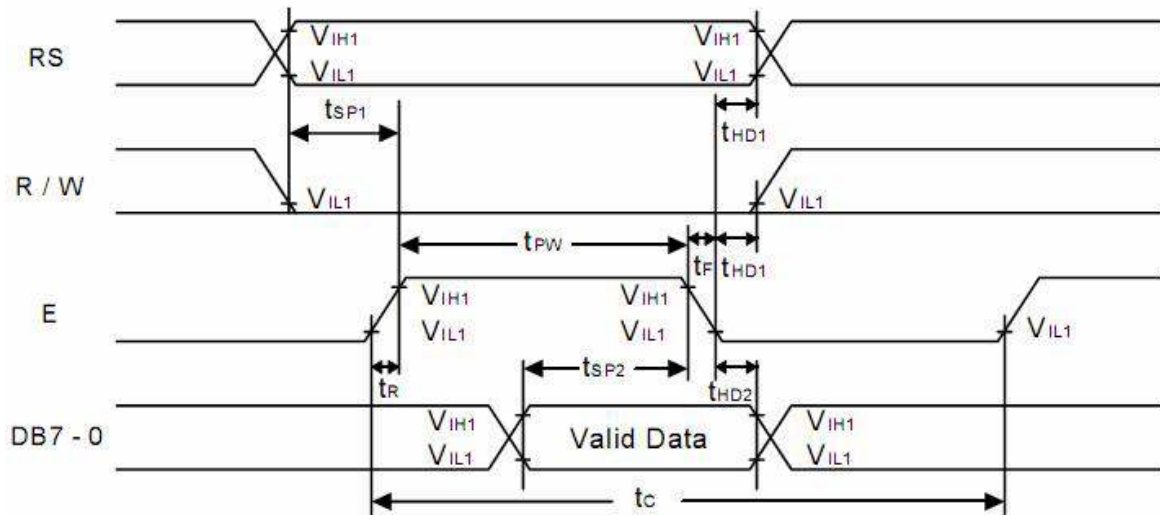 RS VIH1 VIH1
VIL1 VIL1
tSP1 tHD1
R / W VIL1 VIL1
tPW tF tHD1
E VIH1 VIH1
VIL1 VIL1 VIL1
tR tSP2 tHD2
DB7 - 0 VIH1 Valid Data VIH1
VIL1 VIL1
tC